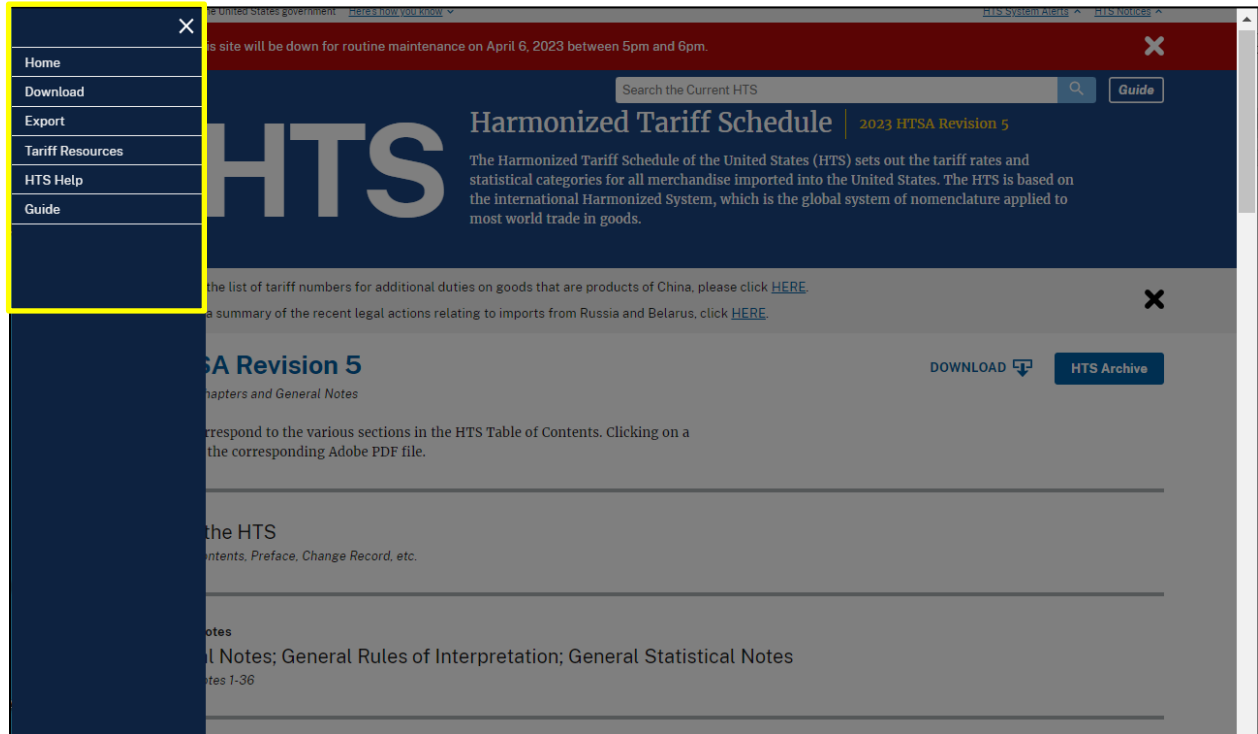 he United States government Here's how you know
HTS System Alerts HTS Notices
is site will be down for routine maintenance on April 6, 2023 between 5pm and 6pm.
Home
Download
Export
Tariff Resources
HTS Help
Guide
Search the Current HTS
Guide
HTS
Harmonized Tariff Schedule 2023 HTSA Revision 5
The Harmonized Tariff Schedule of the United States (HTS) sets out the tariff rates and
statistical categories for all merchandise imported into the United States. The HTS is based on
the international Harmonized System, which is the global system of nomenclature applied to
most world trade in goods.
the list of tariff numbers for additional duties on goods that are products of China, please click HERE.
a summary of the recent legal actions relating to imports from Russia and Belarus, click HERE.
SA Revision 5
DOWNLOAD
HTS Archive
hapters and General Notes
rrespond to the various sections in the HTS Table of Contents. Clicking on a
the corresponding Adobe PDF file.
the HTS
ontents, Preface, Change Record, etc.
otes
al Notes; General Rules of Interpretation; General Statistical Notes
otes 1-36